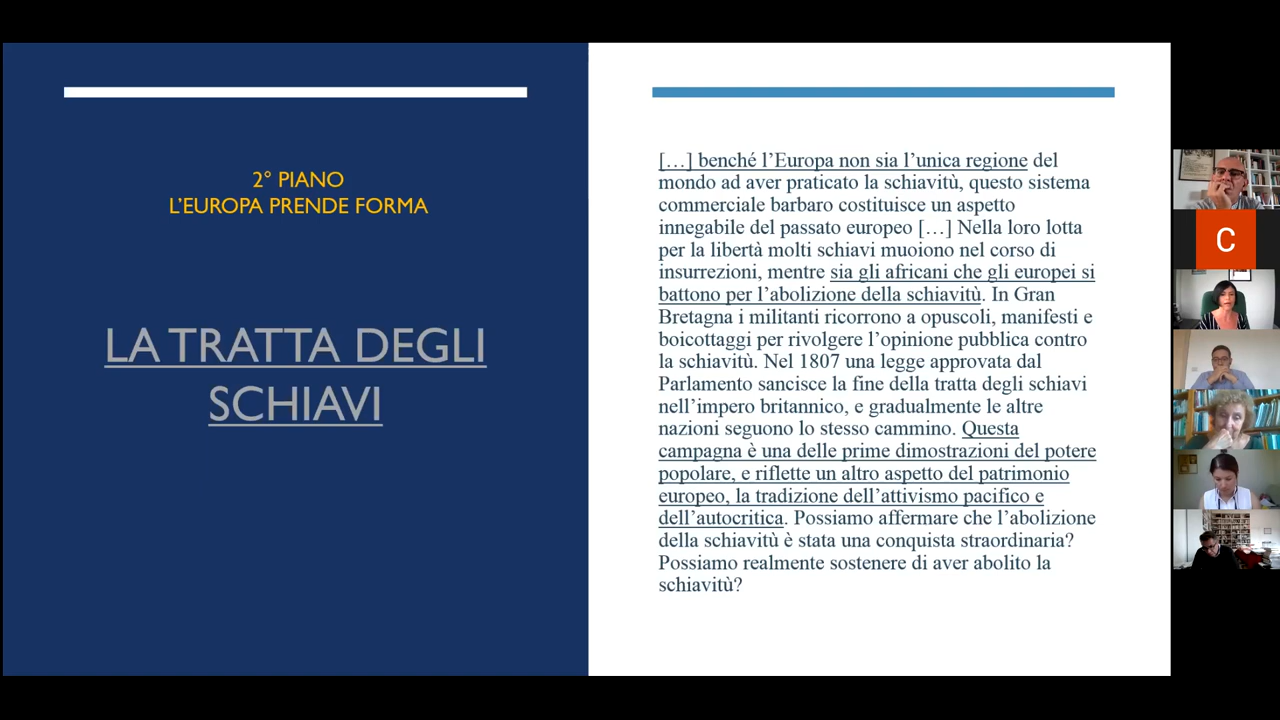 2° PIANO
L'EUROPA PRENDE FORMA
LA TRATTA DEGLI
SCHIAVI
[…] benché l'Europa non sia l'unica regione del
mondo ad aver praticato la schiavitù, questo sistema
commerciale barbaro costituisce un aspetto
innegabile del passato europeo […] Nella loro lotta
per la libertà molti schiavi muoiono nel corso di
insurrezioni, mentre sia gli africani che gli europei si
battono per l'abolizione della schiavitù. In Gran
Bretagna i militanti ricorrono a opuscoli, manifesti e
boicottaggi per rivolgere l'opinione pubblica contro
la schiavitù. Nel 1807 una legge approvata dal
Parlamento sancisce la fine della tratta degli schiavi
nell'impero britannico, e gradualmente le altre
nazioni seguono lo stesso cammino. Questa
campagna è una delle prime dimostrazioni del potere
popolare, e riflette un altro aspetto del patrimonio
europeo, la tradizione dell'attivismo pacifico e
dell'autocritica. Possiamo affermare che l'abolizione
della schiavitù è stata una conquista straordinaria?
Possiamo realmente sostenere di aver abolito la
schiavitù?
C